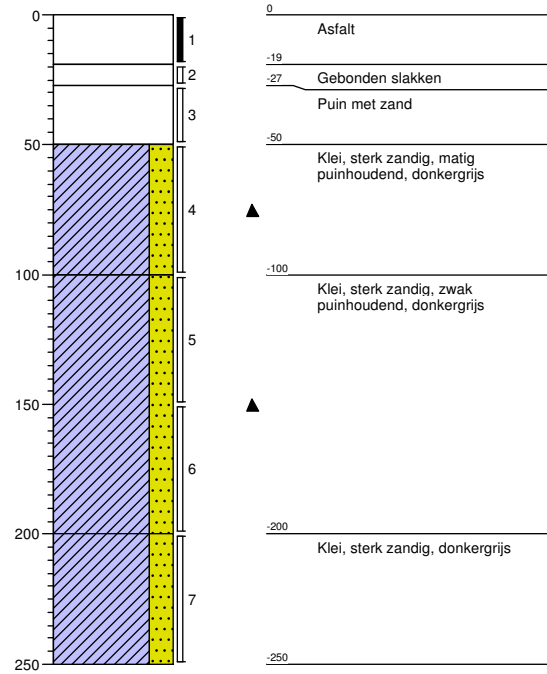 0
50
100
150
200
250
1
2
3
4
5
6
7
0
Asfalt
-19
Gebonden slakken
-27
Puin met zand
-50
Klei, sterk zandig, matig
puinhoudend, donkergrijs
-100
Klei, sterk zandig, zwak
puinhoudend, donkergrijs
-200
Klei, sterk zandig, donkergrijs
-250